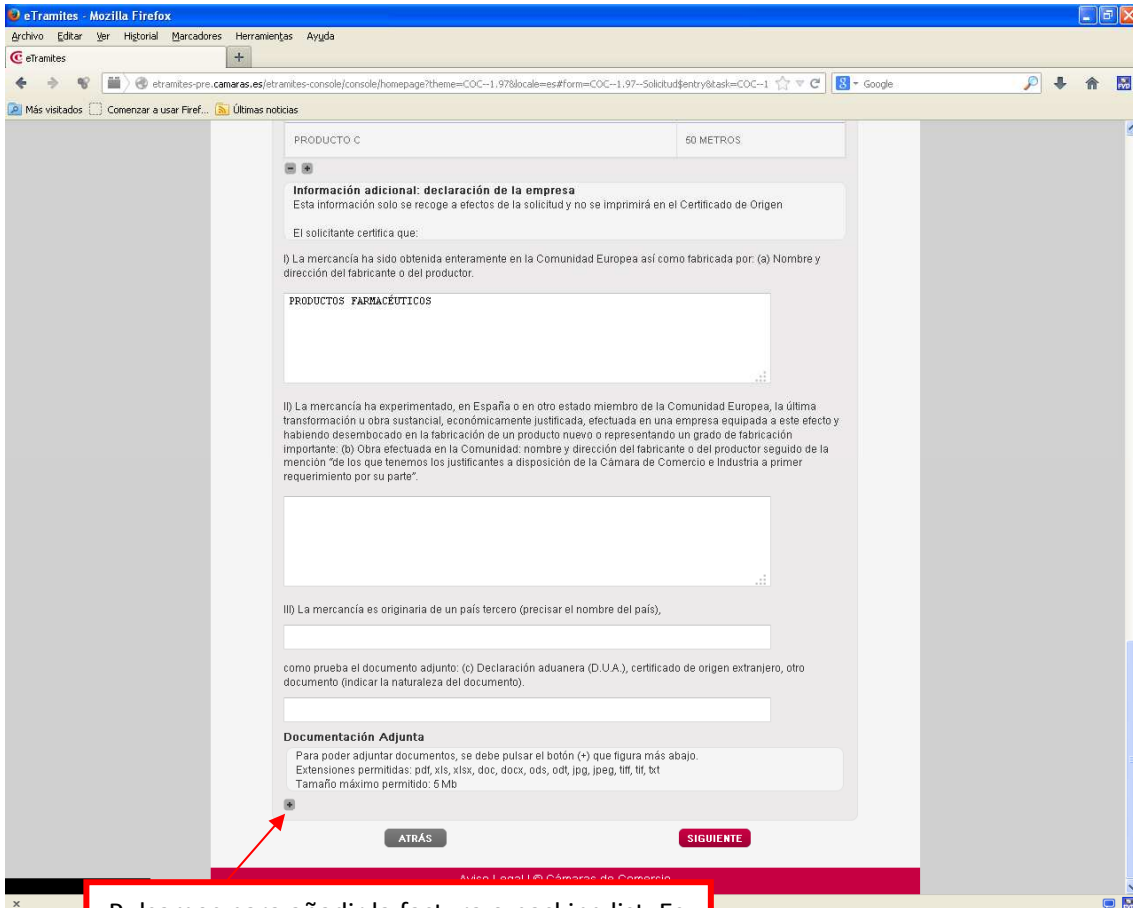 eTramites - Mozilla Firefox
Archivo Editar Ver Historial Marcadores Herramientas Ayuda
eTramites
etramites-pre.camaras.es/etramites-console/console/homepage?theme=COC--1.97&locale=es#form=COC--1.97--Solicitud$entry&task=COC--1
Google
Más visitados Comenzar a usar Firef... Últimas noticias
PRODUCTO C 50 METROS
Información adicional: declaración de la empresa
Esta información solo se recoge a efectos de la solicitud y no se imprimirá en el Certificado de Origen
El solicitante certifica que:
I) La mercancía ha sido obtenida enteramente en la Comunidad Europea así como fabricada por: (a) Nombre y
dirección del fabricante o del productor.
PRODUCTOS FARMACÉUTICOS
II) La mercancía ha experimentado, en España o en otro estado miembro de la Comunidad Europea, la última
transformación u obra sustancial, económicamente justificada, efectuada en una empresa equipada a este efecto y
habiendo desembocado en la fabricación de un producto nuevo o representando un grado de fabricación
importante: (b) Obra efectuada en la Comunidad: nombre y dirección del fabricante o del productor seguido de la
mención "de los que tenemos los justificantes a disposición de la Cámara de Comercio e Industria a primer
requerimiento por su parte".
III) La mercancía es originaria de un país tercero (precisar el nombre del país),
como prueba el documento adjunto: (c) Declaración aduanera (D.U.A.), certificado de origen extranjero, otro
documento (indicar la naturaleza del documento).
Documentación Adjunta
Para poder adjuntar documentos, se debe pulsar el botón (+) que figura más abajo.
Extensiones permitidas: pdf, xls, xlsx, doc, docx, ods, odt, jpg, jpeg, tiff, tif, txt
Tamaño máximo permitido: 5 Mb
ATRÁS SIGUIENTE
Aviso Legal | © Cámaras de Comercio